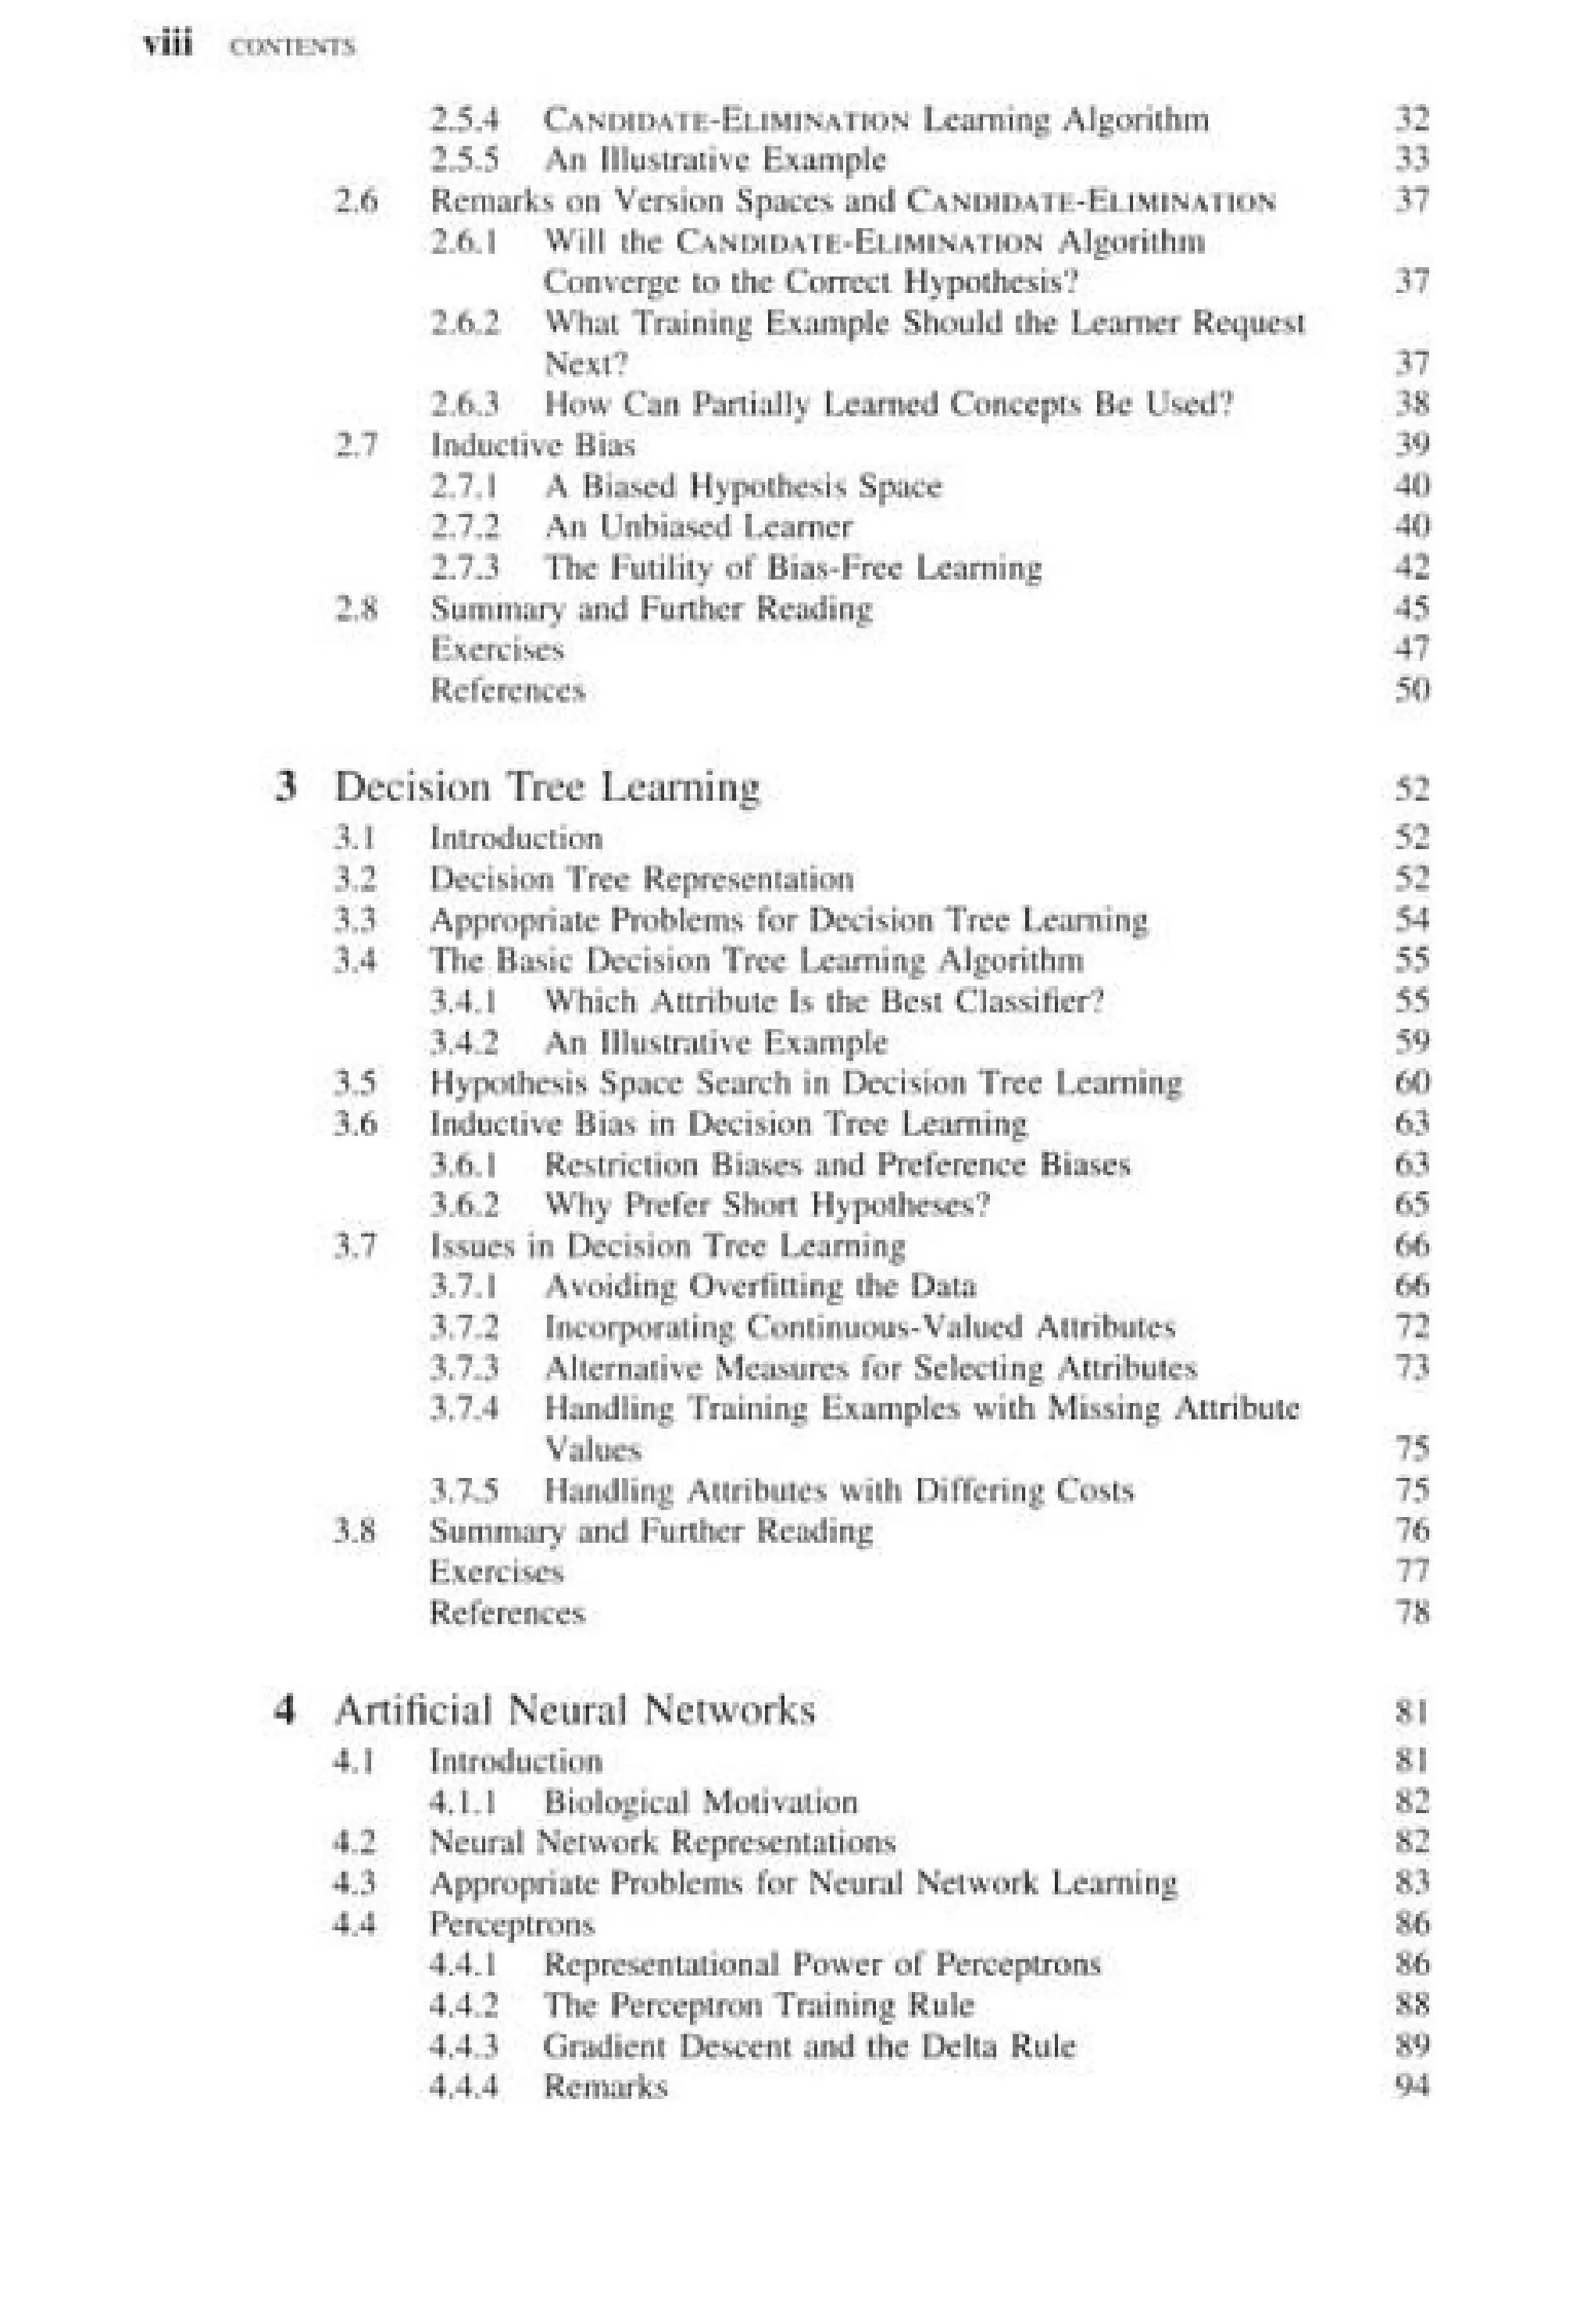 viii CONTENTS
2.5.4 CANDIDATE-ELIMINATION Learning Algorithm 32
2.5.5 An Illustrative Example 33
2.6 Remarks on Version Spaces and CANDIDATE-ELIMINATION 37
2.6.1 Will the CANDIDATE-ELIMINATION Algorithm
Converge to the Correct Hypothesis? 37
2.6.2 What Training Example Should the Learner Request
Next? 37
2.6.3 How Can Partially Learned Concepts Be Used? 38
2.7 Inductive Bias 39
2.7.1 A Biased Hypothesis Space 40
2.7.2 An Unbiased Learner 40
2.7.3 The Futility of Bias-Free Learning 42
2.8 Summary and Further Reading 45
Exercises 47
References 50
3 Decision Tree Learning 52
3.1 Introduction 52
3.2 Decision Tree Representation 52
3.3 Appropriate Problems for Decision Tree Learning 54
3.4 The Basic Decision Tree Learning Algorithm 55
3.4.1 Which Attribute Is the Best Classifier? 55
3.4.2 An Illustrative Example 59
3.5 Hypothesis Space Search in Decision Tree Learning 60
3.6 Inductive Bias in Decision Tree Learning 63
3.6.1 Restriction Biases and Preference Biases 63
3.6.2 Why Prefer Short Hypotheses? 65
3.7 Issues in Decision Tree Learning 66
3.7.1 Avoiding Overfitting the Data 66
3.7.2 Incorporating Continuous-Valued Attributes 72
3.7.3 Alternative Measures for Selecting Attributes 73
3.7.4 Handling Training Examples with Missing Attribute
Values 75
3.7.5 Handling Attributes with Differing Costs 75
3.8 Summary and Further Reading 76
Exercises 77
References 78
4 Artificial Neural Networks 81
4.1 Introduction 81
4.1.1 Biological Motivation 82
4.2 Neural Network Representations 82
4.3 Appropriate Problems for Neural Network Learning 83
4.4 Perceptrons 86
4.4.1 Representational Power of Perceptrons 86
4.4.2 The Perceptron Training Rule 88
4.4.3 Gradient Descent and the Delta Rule 89
4.4.4 Remarks 94